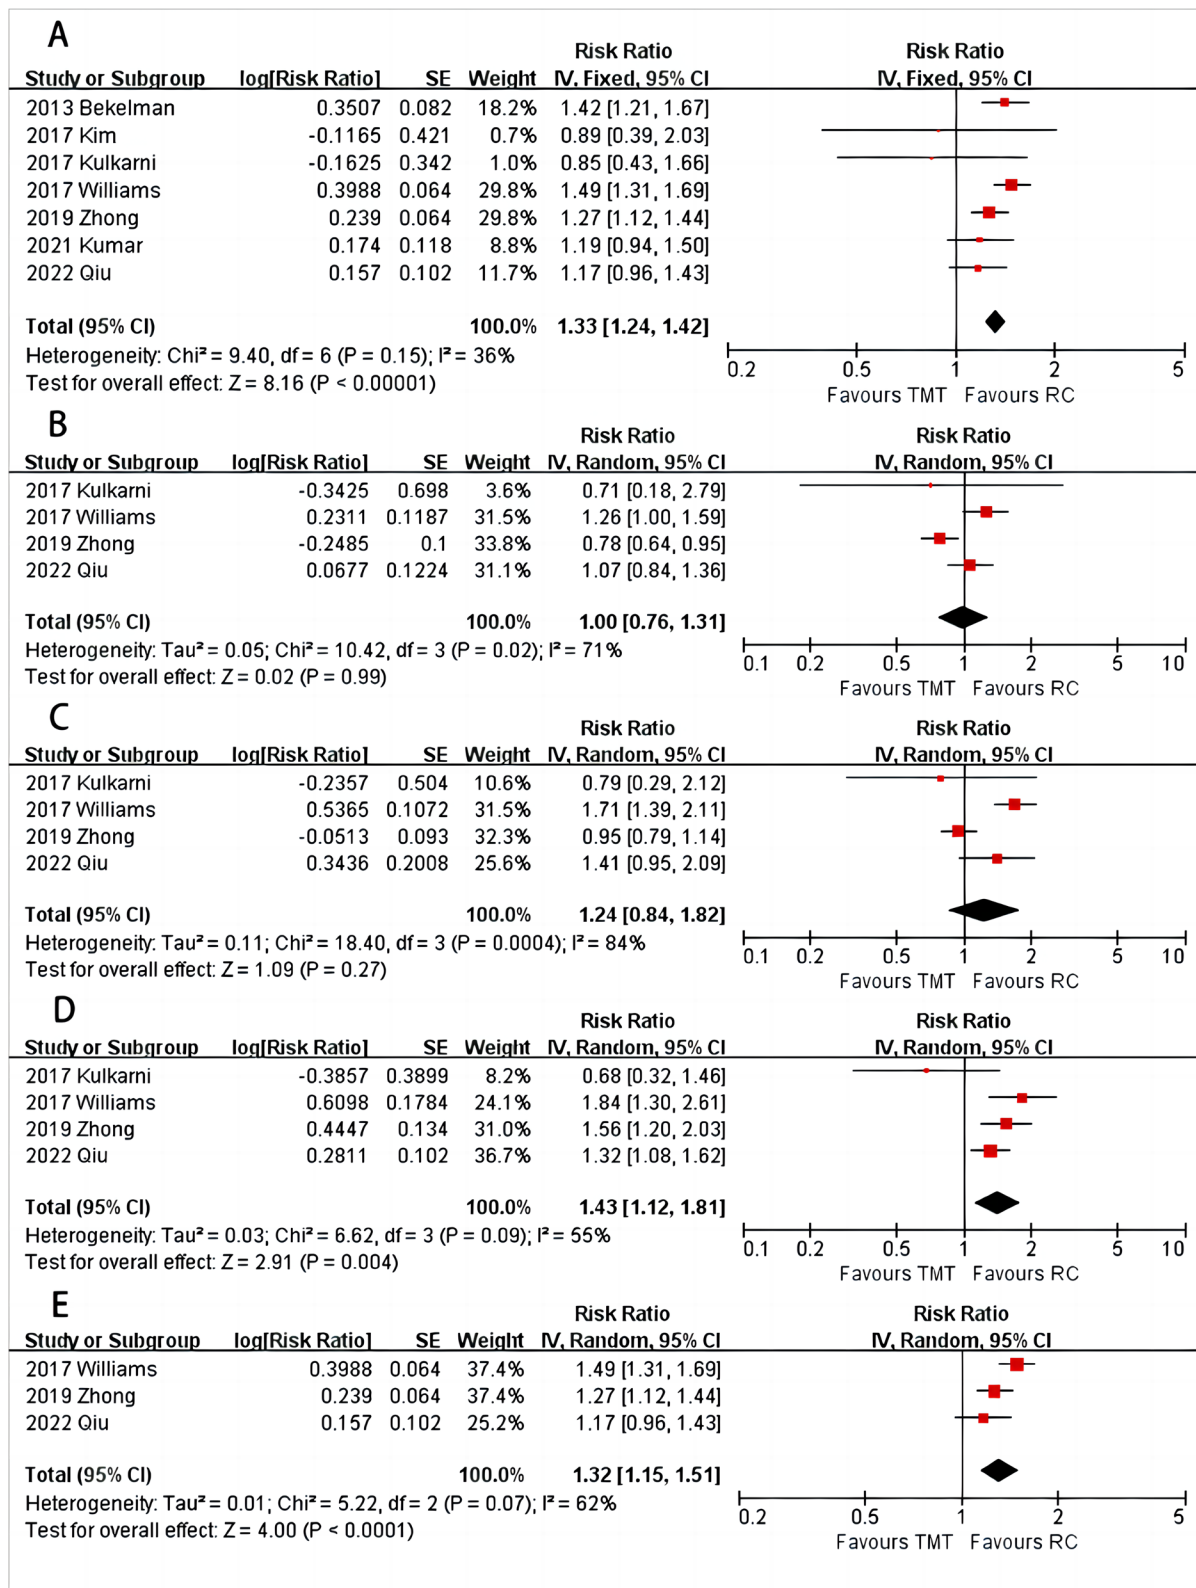 A
Risk Ratio Risk Ratio
Study or Subgroup log[Risk Ratio] SE Weight IV, Fixed, 95% CI IV, Fixed, 95% CI
2013 Bekelman 0.3507 0.082 18.2% 1.42 [1.21, 1.67]
2017 Kim -0.1165 0.421 0.7% 0.89 [0.39, 2.03]
2017 Kulkarni -0.1625 0.342 1.0% 0.85 [0.43, 1.66]
2017 Williams 0.3988 0.064 29.8% 1.49 [1.31, 1.69]
2019 Zhong 0.239 0.064 29.8% 1.27 [1.12, 1.44]
2021 Kumar 0.174 0.118 8.8% 1.19 [0.94, 1.50]
2022 Qiu 0.157 0.102 11.7% 1.17 [0.96, 1.43]
Total (95% CI) 100.0% 1.33 [1.24, 1.42]
Heterogeneity: Chi² = 9.40, df = 6 (P = 0.15); I² = 36%
Test for overall effect: Z = 8.16 (P < 0.00001)
0.2 0.5 1 2 5
Favours TMT Favours RC
B
Risk Ratio Risk Ratio
Study or Subgroup log[Risk Ratio] SE Weight IV, Random, 95% CI IV, Random, 95% CI
2017 Kulkarni -0.3425 0.698 3.6% 0.71 [0.18, 2.79]
2017 Williams 0.2311 0.1187 31.5% 1.26 [1.00, 1.59]
2019 Zhong -0.2485 0.1 33.8% 0.78 [0.64, 0.95]
2022 Qiu 0.0677 0.1224 31.1% 1.07 [0.84, 1.36]
Total (95% CI) 100.0% 1.00 [0.76, 1.31]
Heterogeneity: Tau² = 0.05; Chi² = 10.42, df = 3 (P = 0.02); I² = 71%
Test for overall effect: Z = 0.02 (P = 0.99)
0.1 0.2 0.5 1 2 5 10
Favours TMT Favours RC
C
Risk Ratio Risk Ratio
Study or Subgroup log[Risk Ratio] SE Weight IV, Random, 95% CI IV, Random, 95% CI
2017 Kulkarni -0.2357 0.504 10.6% 0.79 [0.29, 2.12]
2017 Williams 0.5365 0.1072 31.5% 1.71 [1.39, 2.11]
2019 Zhong -0.0513 0.093 32.3% 0.95 [0.79, 1.14]
2022 Qiu 0.3436 0.2008 25.6% 1.41 [0.95, 2.09]
Total (95% CI) 100.0% 1.24 [0.84, 1.82]
Heterogeneity: Tau² = 0.11; Chi² = 18.40, df = 3 (P = 0.0004); I² = 84%
Test for overall effect: Z = 1.09 (P = 0.27)
0.1 0.2 0.5 1 2 5 10
Favours TMT Favours RC
D
Risk Ratio Risk Ratio
Study or Subgroup log[Risk Ratio] SE Weight IV, Random, 95% CI IV, Random, 95% CI
2017 Kulkarni -0.3857 0.3899 8.2% 0.68 [0.32, 1.46]
2017 Williams 0.6098 0.1784 24.1% 1.84 [1.30, 2.61]
2019 Zhong 0.4447 0.134 31.0% 1.56 [1.20, 2.03]
2022 Qiu 0.2811 0.102 36.7% 1.32 [1.08, 1.62]
Total (95% CI) 100.0% 1.43 [1.12, 1.81]
Heterogeneity: Tau² = 0.03; Chi² = 6.62, df = 3 (P = 0.09); I² = 55%
Test for overall effect: Z = 2.91 (P = 0.004)
0.1 0.2 0.5 1 2 5 10
Favours TMT Favours RC
E
Risk Ratio Risk Ratio
Study or Subgroup log[Risk Ratio] SE Weight IV, Random, 95% CI IV, Random, 95% CI
2017 Williams 0.3988 0.064 37.4% 1.49 [1.31, 1.69]
2019 Zhong 0.239 0.064 37.4% 1.27 [1.12, 1.44]
2022 Qiu 0.157 0.102 25.2% 1.17 [0.96, 1.43]
Total (95% CI) 100.0% 1.32 [1.15, 1.51]
Heterogeneity: Tau² = 0.01; Chi² = 5.22, df = 2 (P = 0.07); I² = 62%
Test for overall effect: Z = 4.00 (P < 0.0001)
0.2 0.5 1 2 5
Favours TMT Favours RC